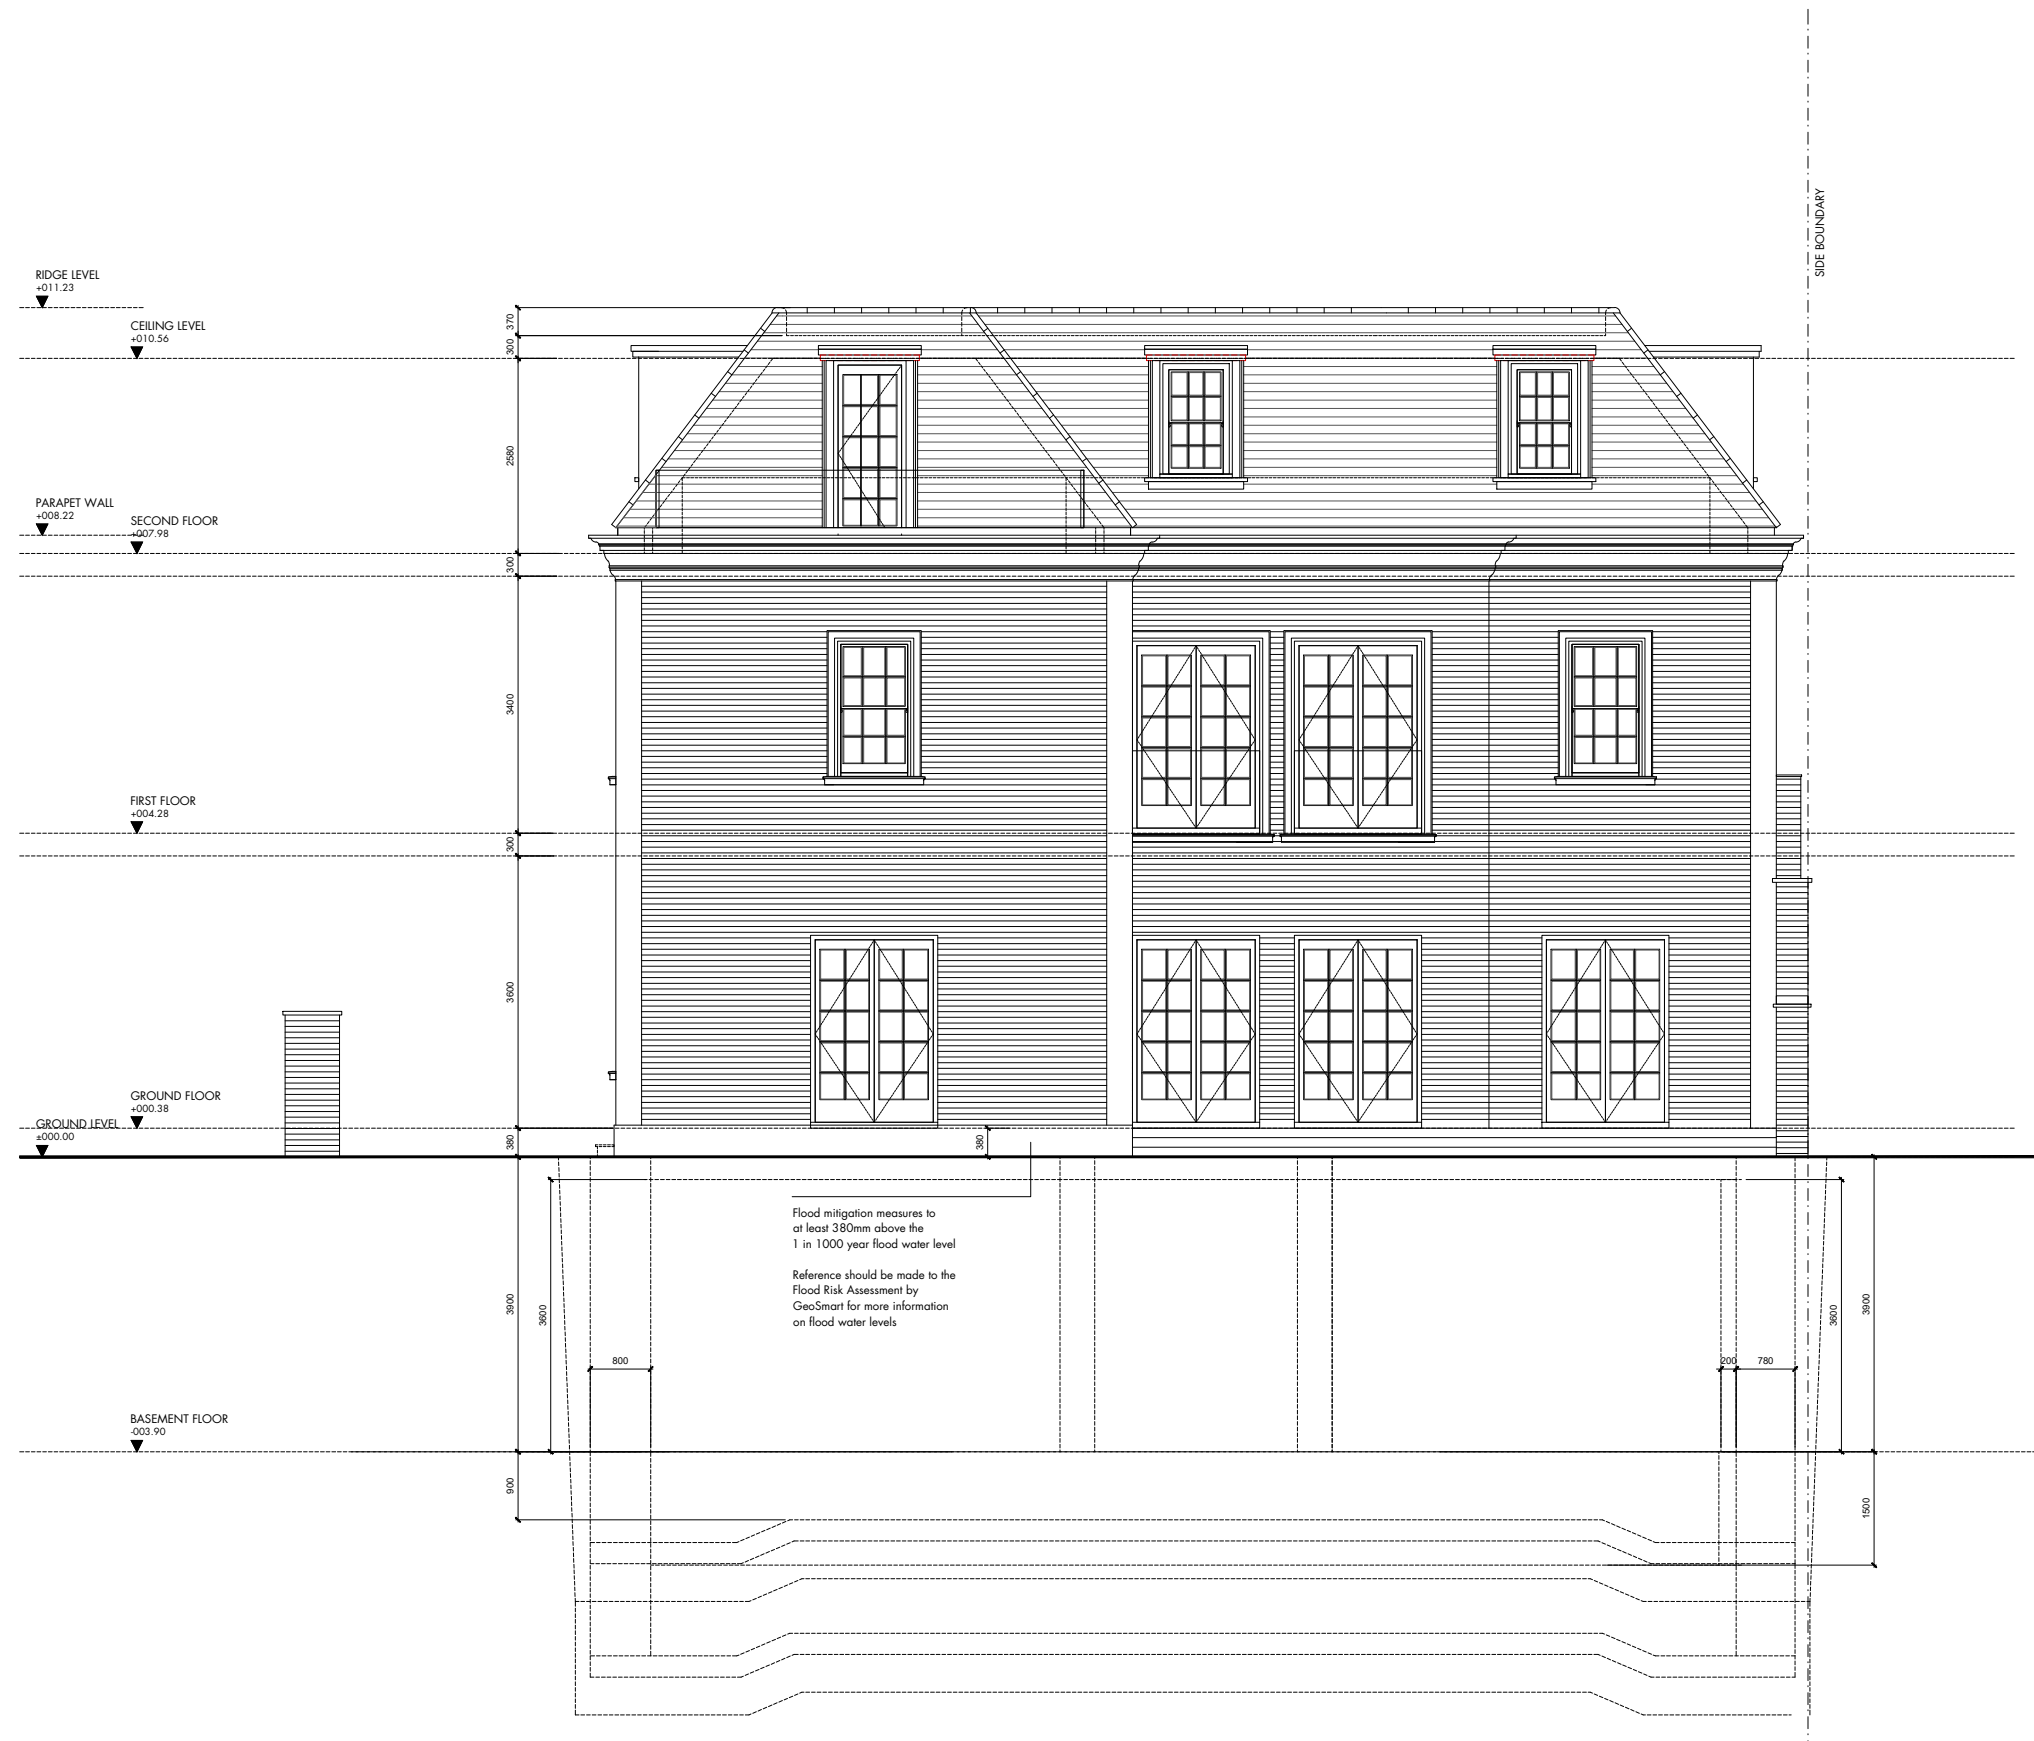 SIDE BOUNDARY
RIDGE LEVEL
+011.23
CEILING LEVEL
+010.56
PARAPET WALL
+008.22
SECOND FLOOR
+007.98
FIRST FLOOR
+004.28
GROUND FLOOR
+000.38
GROUND LEVEL
±000.00
BASEMENT FLOOR
-003.90
370
300
2580
300
3400
300
3600
380
380
3900
3600
900
800
200
780
3600
3900
1500
Flood mitigation measures to
at least 380mm above the
1 in 1000 year flood water level
Reference should be made to the
Flood Risk Assessment by
GeoSmart for more information
on flood water levels